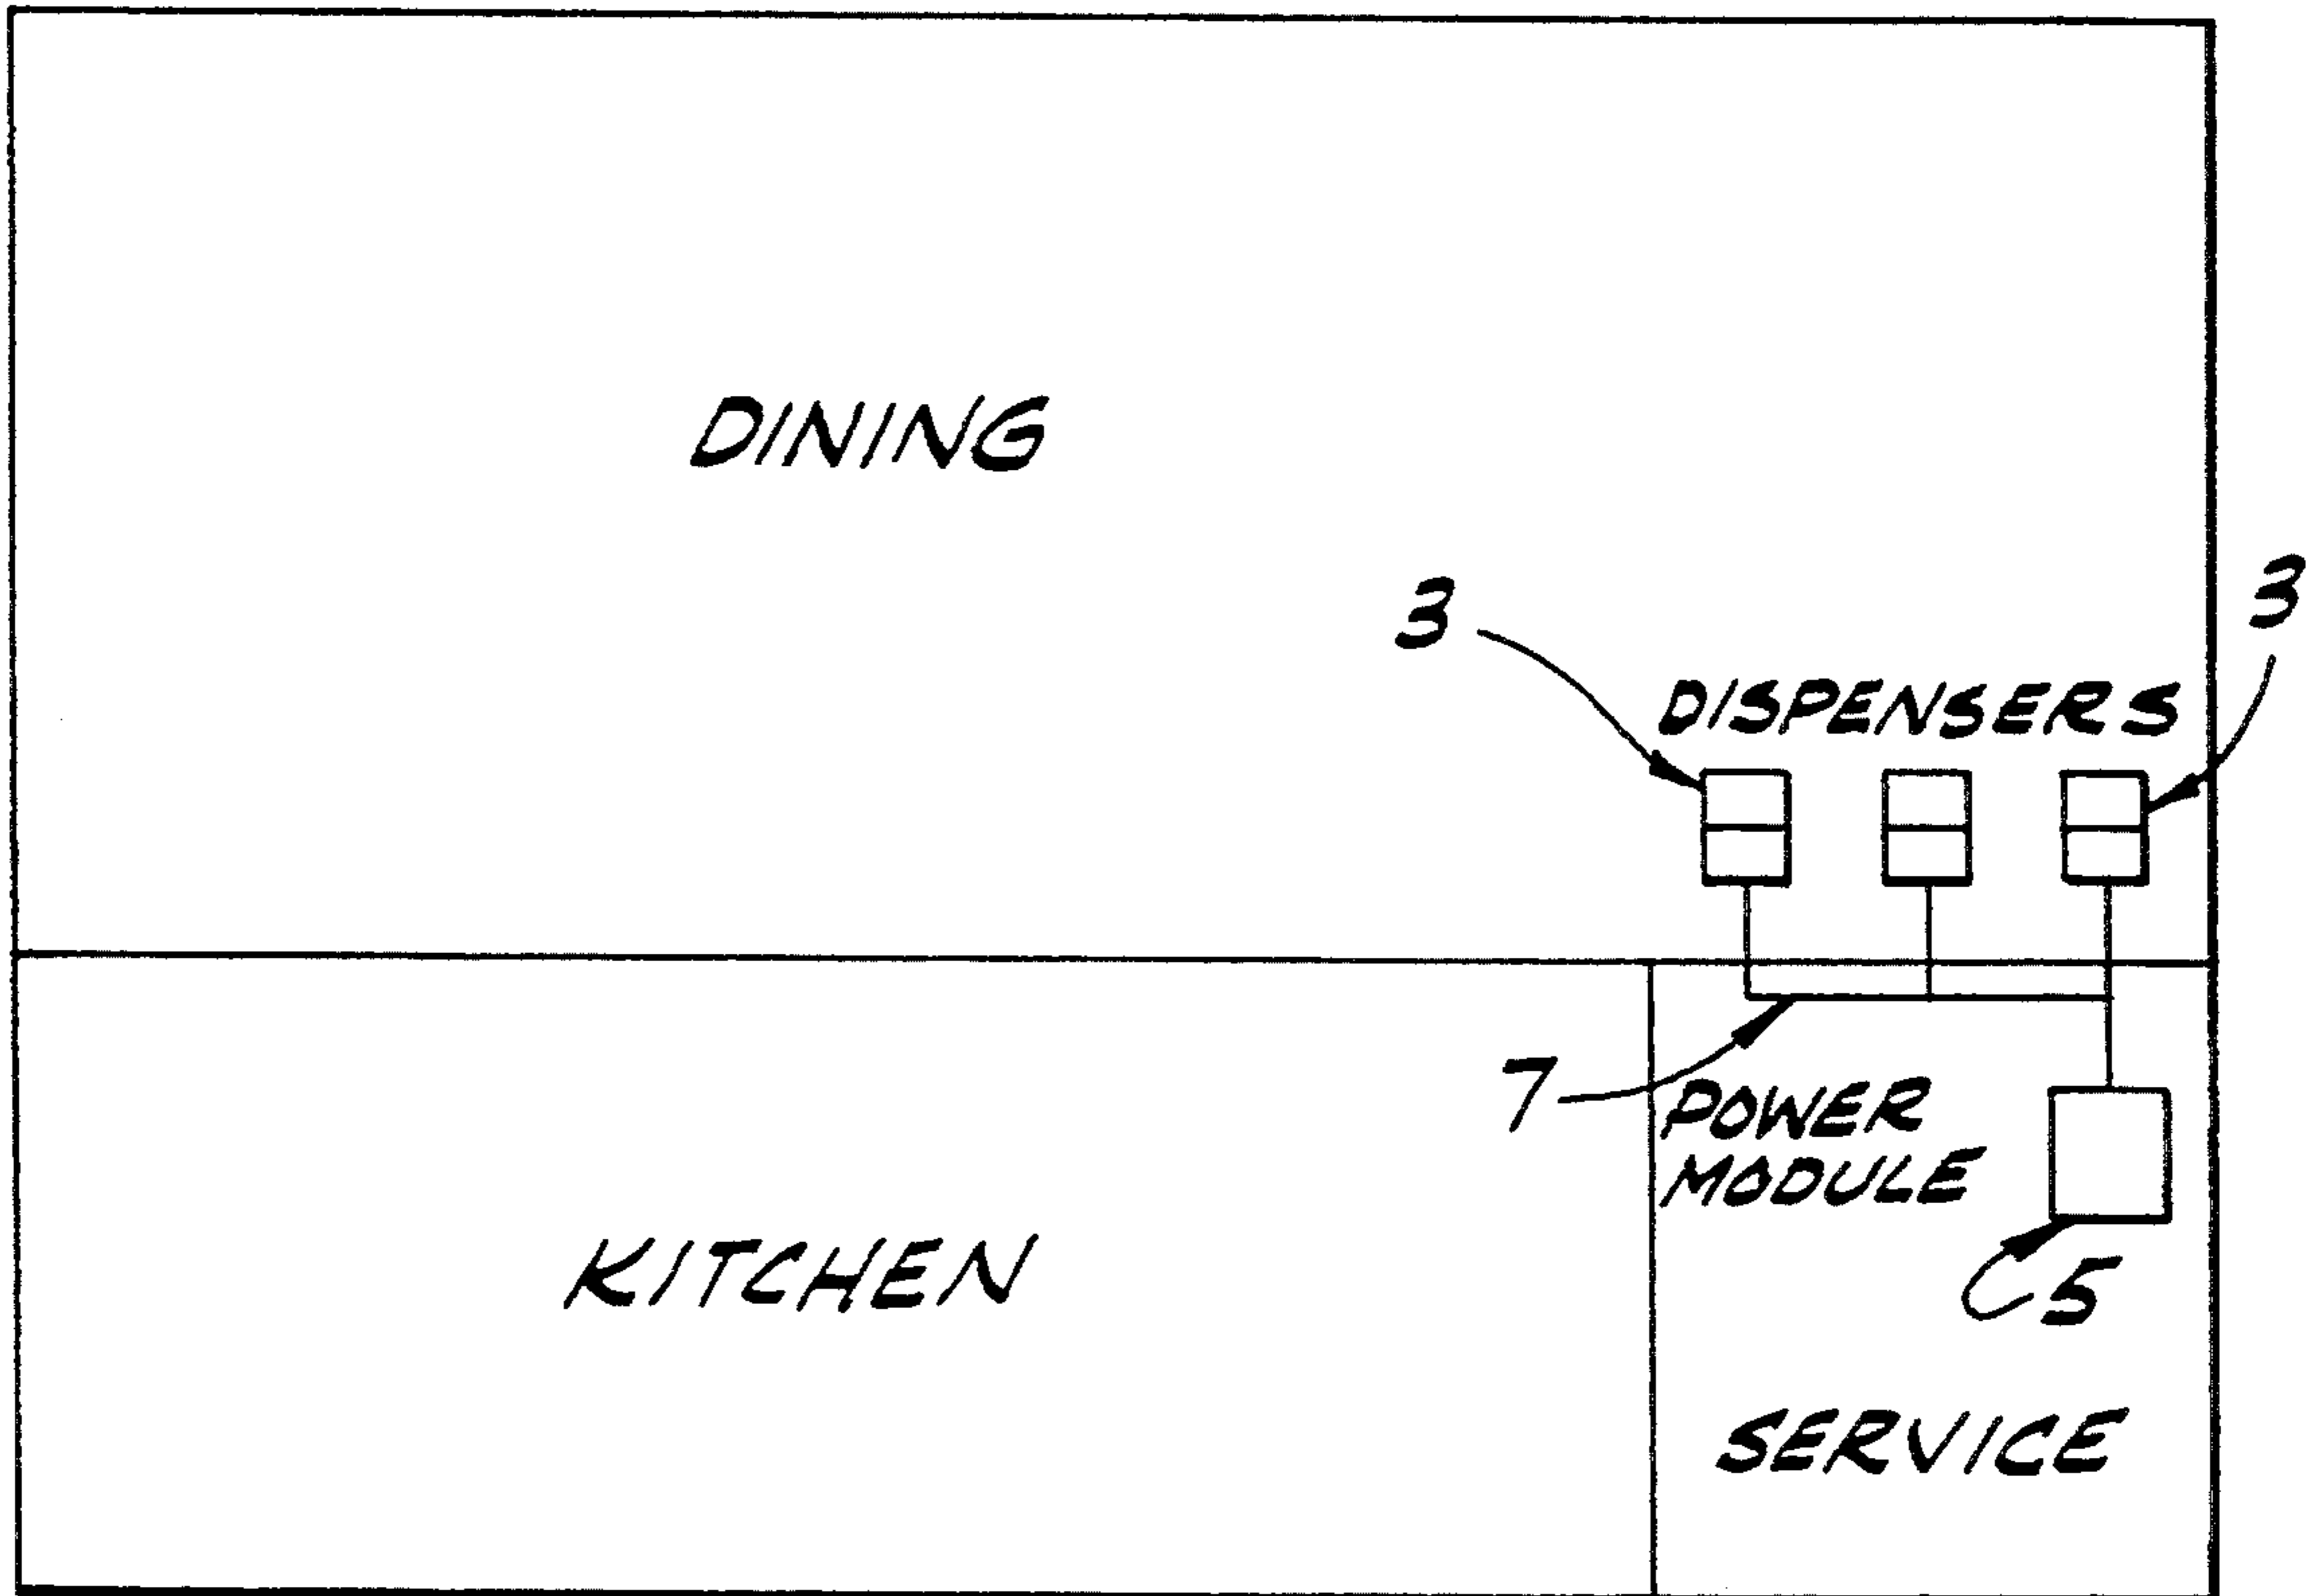 DINING
3
3
DISPENSERS
7
POWER
MODULE
5
KITCHEN
SERVICE